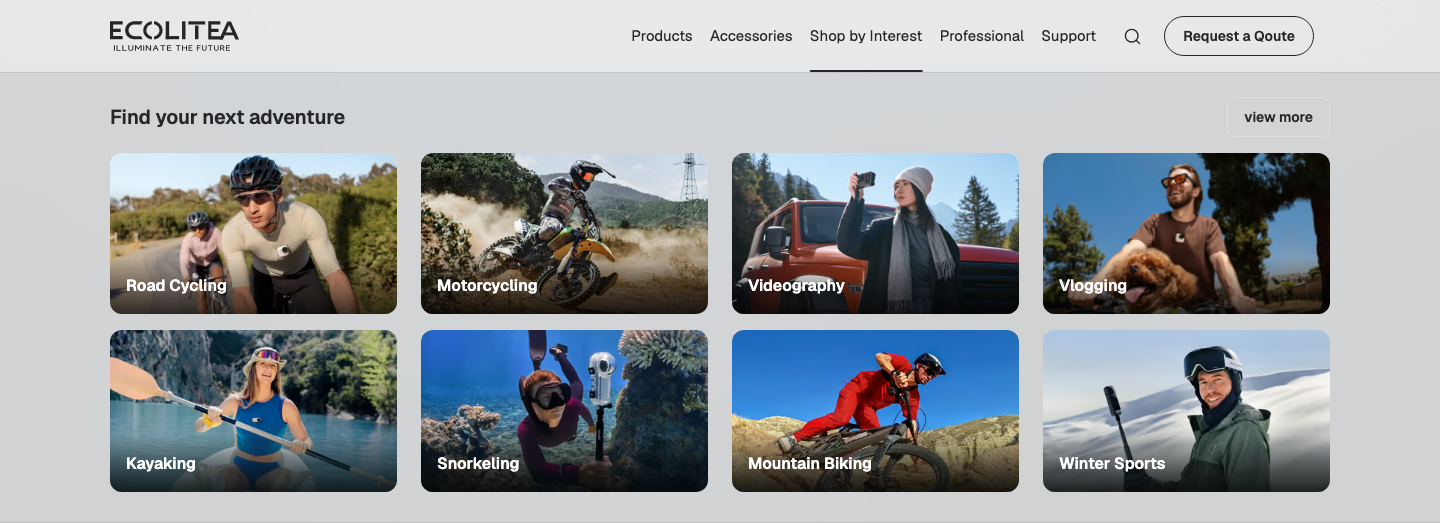 ECOLITEA
ILLUMINATE THE FUTURE
Products
Accessories
Shop by Interest
Professional
Support
Request a Qoute
Find your next adventure
view more
Road Cycling
Motorcycling
Videography
Vlogging
Kayaking
Snorkeling
Mountain Biking
Winter Sports